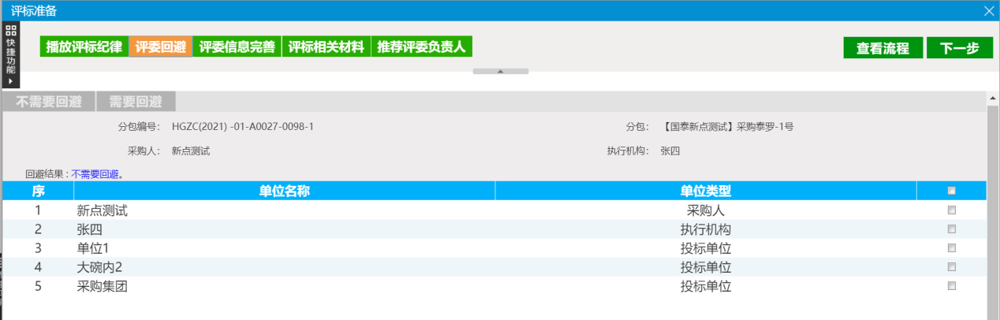 评标准备
快捷功能
播放评标纪律 评委回避 评委信息完善 评标相关材料 推荐评委负责人 查看流程 下一步
不需要回避 需要回避
分包编号： HGZC(2021) -01-A0027-0098-1 分包： 【国泰新点测试】采购泰罗-1号
采购人： 新点测试 执行机构： 张四
回避结果：不需要回避。
序 单位名称 单位类型
1 新点测试 采购人
2 张四 执行机构
3 单位1 投标单位
4 大碗内2 投标单位
5 采购集团 投标单位